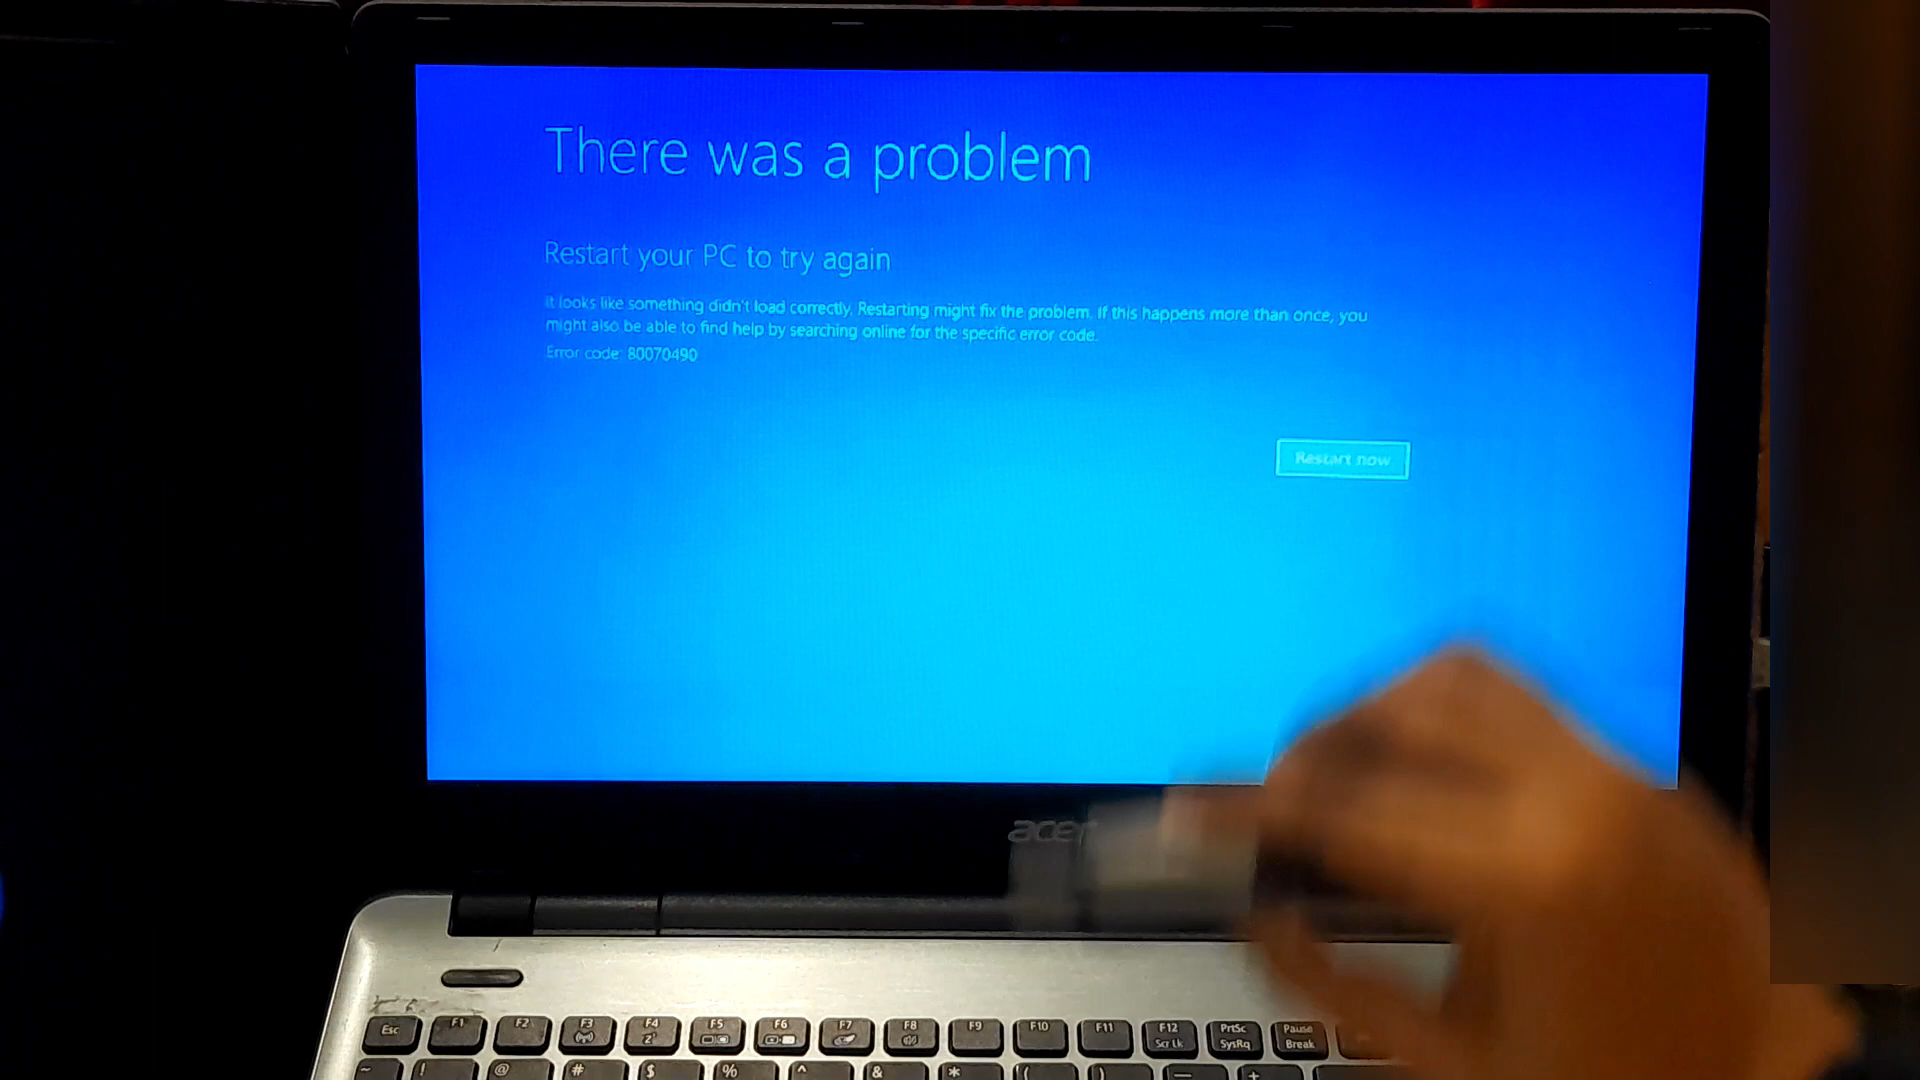 There was a problem
Restart your PC to try again
It looks like something didn't load correctly. Restarting might fix the problem. If this happens more than once, you
might also be able to find help by searching online for the specific error code.
Error code: 80070490
Restart now
acer
Esc F1 F2 F3 F4 F5 F6 F7 F8 F9 F10 F11 F12 PrtSc Pause
z Scr Lk SysRq Break
~ ! @ # $ % ^ & * ( ) — +